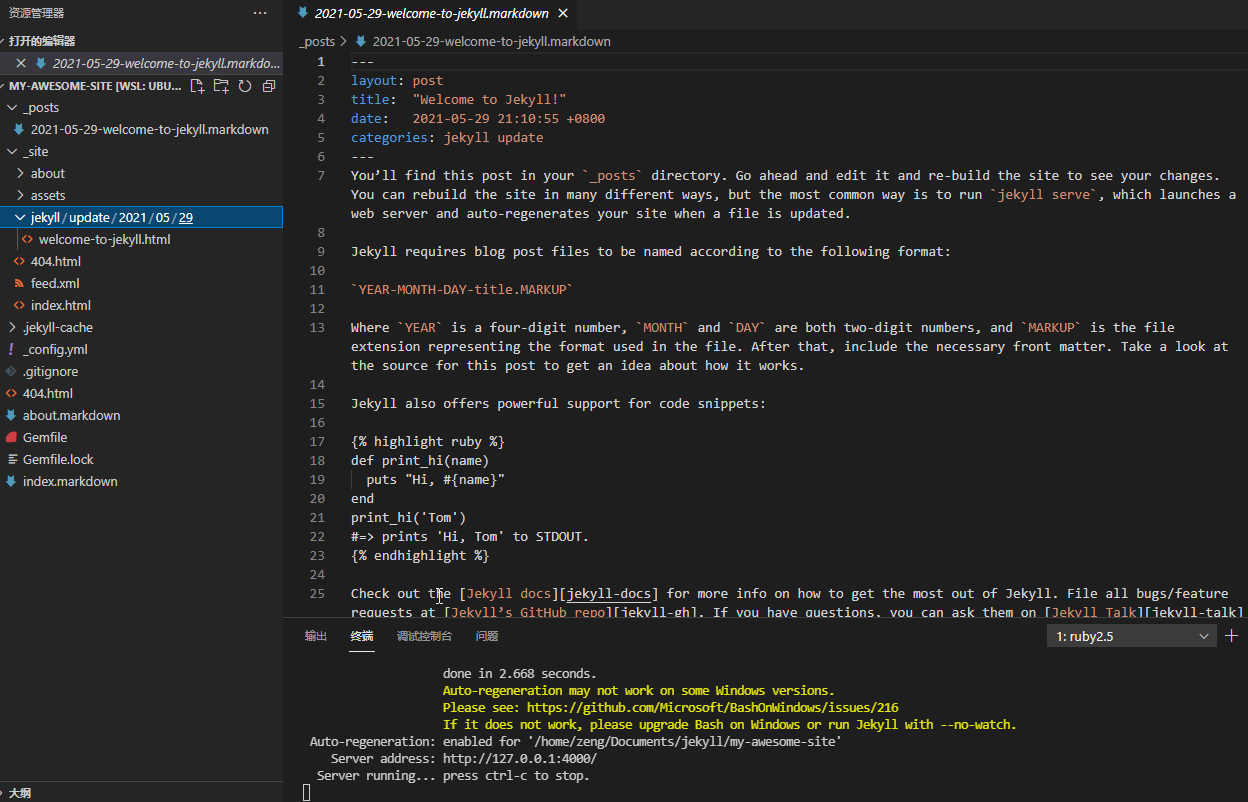 资源管理器
打开的编辑器
2021-05-29-welcome-to-jekyll.markdo...
MY-AWESOME-SITE [WSL: UBU...
_posts
2021-05-29-welcome-to-jekyll.markdown
_site
about
assets
jekyll / update / 2021 / 05 / 29
welcome-to-jekyll.html
404.html
feed.xml
index.html
.jekyll-cache
_config.yml
.gitignore
404.html
about.markdown
Gemfile
Gemfile.lock
index.markdown
大纲
2021-05-29-welcome-to-jekyll.markdown
_posts > 2021-05-29-welcome-to-jekyll.markdown
1 ---
2 layout: post
3 title:  "Welcome to Jekyll!"
4 date:   2021-05-29 21:10:55 +0800
5 categories: jekyll update
6 ---
7 You’ll find this post in your `_posts` directory. Go ahead and edit it and re-build the site to see your changes.
You can rebuild the site in many different ways, but the most common way is to run `jekyll serve`, which launches a
web server and auto-regenerates your site when a file is updated.
8
9 Jekyll requires blog post files to be named according to the following format:
10
11 `YEAR-MONTH-DAY-title.MARKUP`
12
13 Where `YEAR` is a four-digit number, `MONTH` and `DAY` are both two-digit numbers, and `MARKUP` is the file
extension representing the format used in the file. After that, include the necessary front matter. Take a look at
the source for this post to get an idea about how it works.
14
15 Jekyll also offers powerful support for code snippets:
16
17 {% highlight ruby %}
18 def print_hi(name)
19   puts "Hi, #{name}"
20 end
21 print_hi('Tom')
22 #=> prints 'Hi, Tom' to STDOUT.
23 {% endhighlight %}
24
25 Check out the [Jekyll docs][jekyll-docs] for more info on how to get the most out of Jekyll. File all bugs/feature
requests at [Jekyll’s GitHub repo][jekyll-gh]. If you have questions, you can ask them on [Jekyll Talk][jekyll-talk]
输出 终端 调试控制台 问题 1: ruby2.5
done in 2.668 seconds.
Auto-regeneration may not work on some Windows versions.
Please see: https://github.com/Microsoft/BashOnWindows/issues/216
If it does not work, please upgrade Bash on Windows or run Jekyll with --no-watch.
Auto-regeneration: enabled for '/home/zeng/Documents/jekyll/my-awesome-site'
Server address: http://127.0.0.1:4000/
Server running... press ctrl-c to stop.